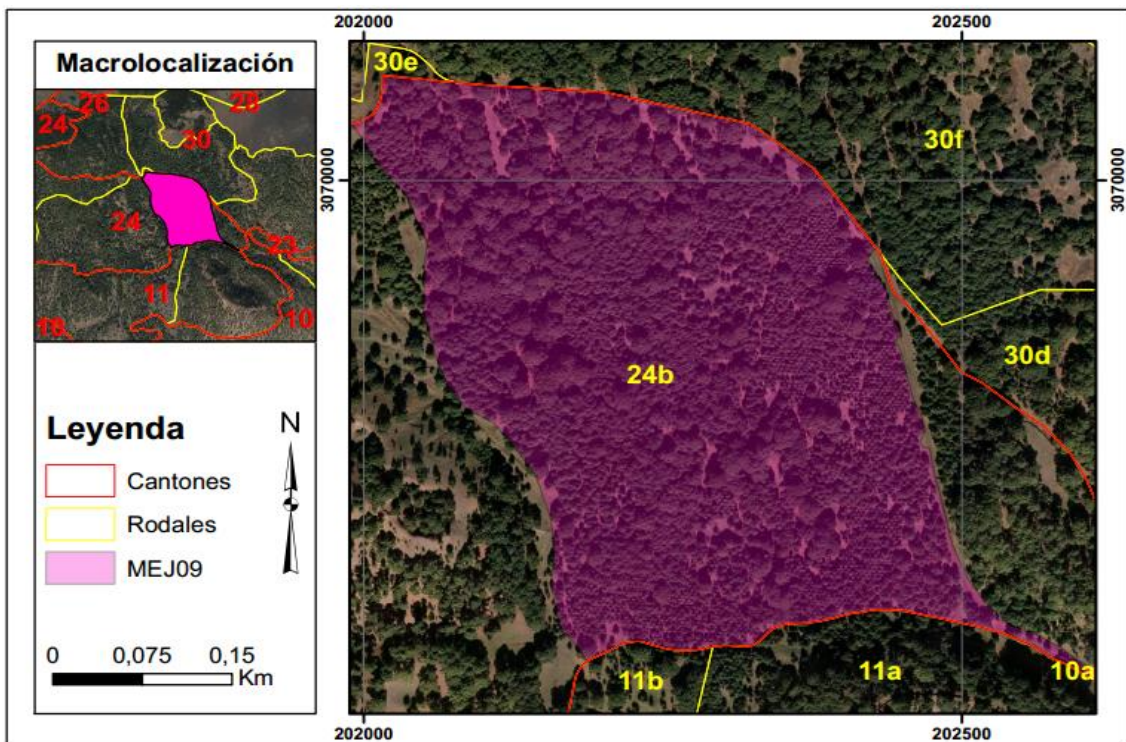 202000
202500
Macrolocalización
26
28
24
30
24
23
11
10
18
3070000
3070000
30e
30f
24b
30d
11b
11a
10a
Leyenda
N
Cantones
Rodales
MEJ09
0
0,075
0,15
Km
202000
202500